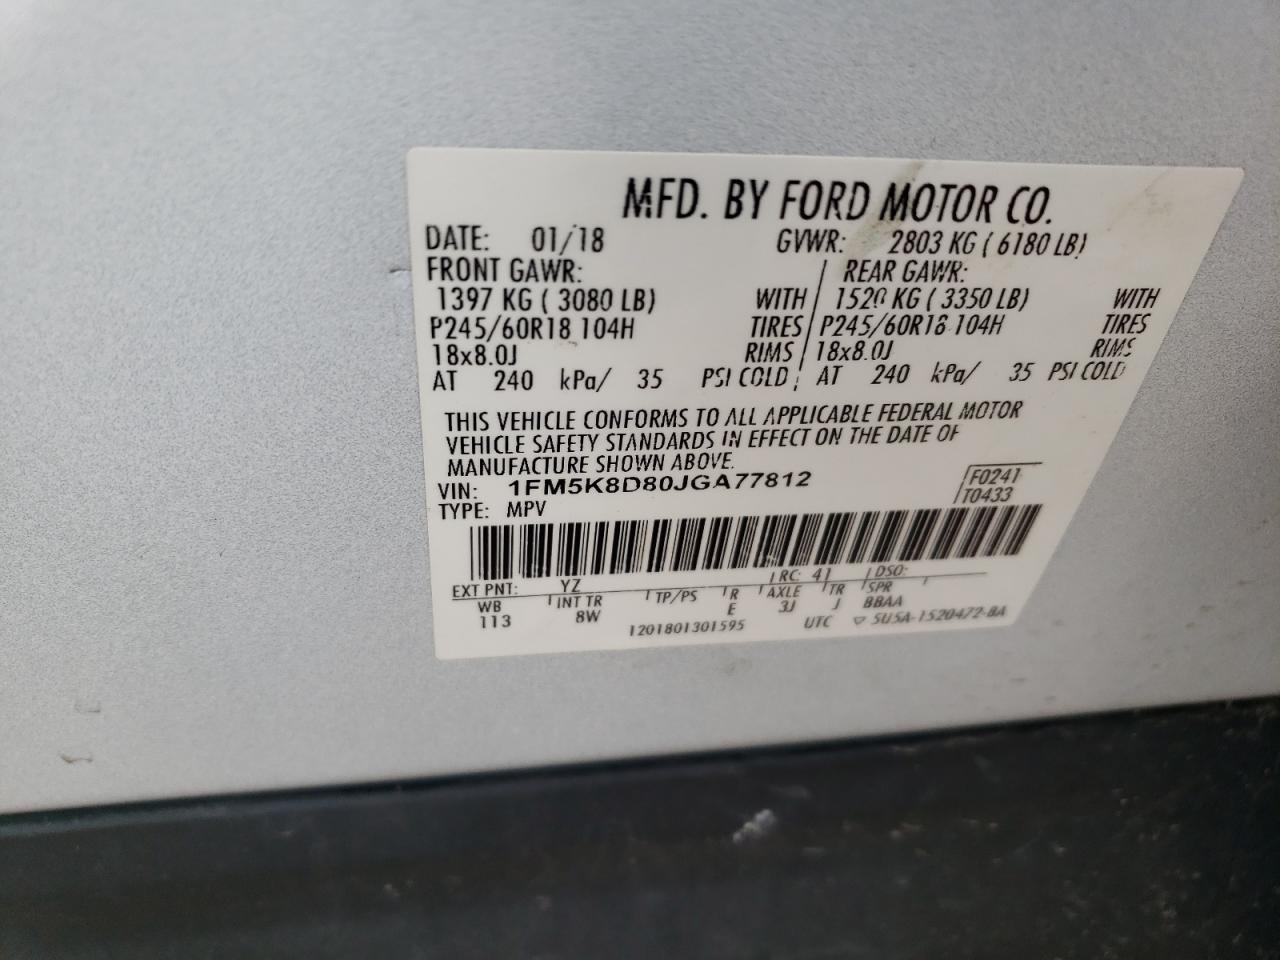 MFD. BY FORD MOTOR CO.
DATE: 01/18 GVWR: 2803 KG ( 6180 LB)
FRONT GAWR: REAR GAWR:
1397 KG ( 3080 LB) WITH 1520 KG ( 3350 LB) WITH
P245/60R18 104H TIRES P245/60R18 104H TIRES
18x8.0J RIMS 18x8.0J RIMS
AT 240 kPa/ 35 PSI COLD AT 240 kPa/ 35 PSI COLD
THIS VEHICLE CONFORMS TO ALL APPLICABLE FEDERAL MOTOR
VEHICLE SAFETY STANDARDS IN EFFECT ON THE DATE OF
MANUFACTURE SHOWN ABOVE.
VIN: 1FM5K8D80JGA77812 F0241
TYPE: MPV T0433
EXT PNT: YZ RC: 41 DSO:
WB INT TR TP/PS R AXLE TR SPR
113 8W E 3J J BBAA
1201801301595 UTC ▽ 5U5A-1520472-BA